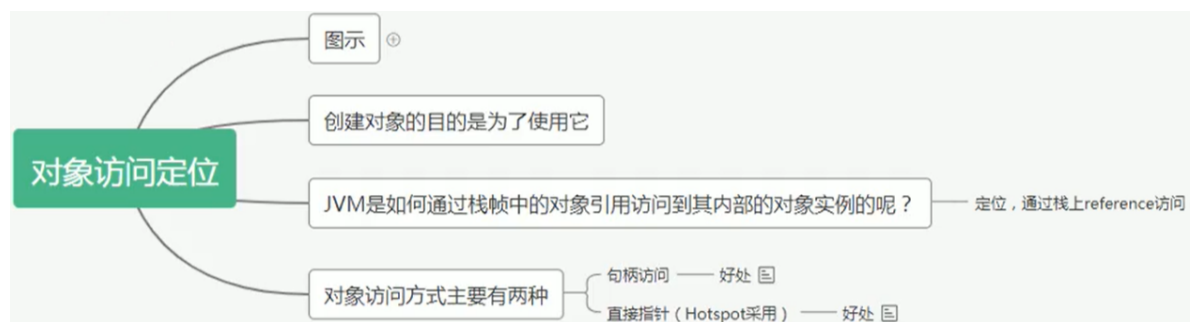 对象访问定位
图示
创建对象的目的是为了使用它
JVM是如何通过栈帧中的对象引用访问到其内部的对象实例的呢？
定位，通过栈上reference访问
对象访问方式主要有两种
句柄访问
好处
直接指针（Hotspot采用）
好处